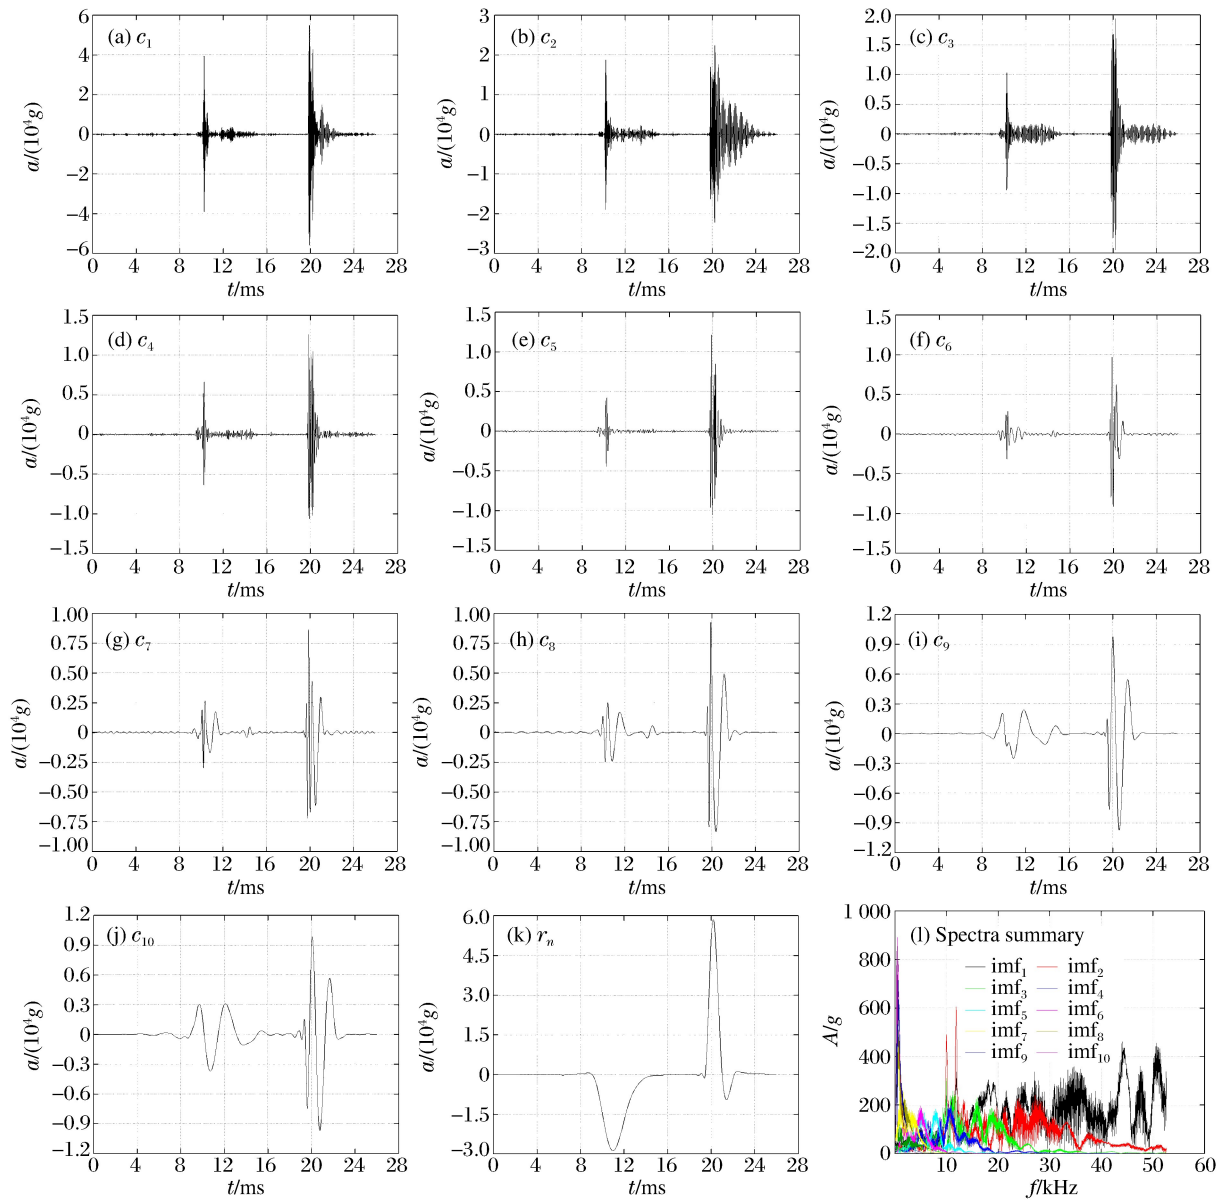 (a) c₁
a/(10⁴g)
6
4
2
0
−2
−4
−6
0 4 8 12 16 20 24 28
t/ms
(b) c₂
a/(10⁴g)
3
2
1
0
−1
−2
−3
0 4 8 12 16 20 24 28
t/ms
(c) c₃
a/(10⁴g)
2.0
1.5
1.0
0.5
0
−0.5
−1.0
−1.5
−2.0
0 4 8 12 16 20 24 28
t/ms
(d) c₄
a/(10⁴g)
1.5
1.0
0.5
0
−0.5
−1.0
−1.5
0 4 8 12 16 20 24 28
t/ms
(e) c₅
a/(10⁴g)
1.5
1.0
0.5
0
−0.5
−1.0
−1.5
0 4 8 12 16 20 24 28
t/ms
(f) c₆
a/(10⁴g)
1.5
1.0
0.5
0
−0.5
−1.0
−1.5
0 4 8 12 16 20 24 28
t/ms
(g) c₇
a/(10⁴g)
1.00
0.75
0.50
0.25
0
−0.25
−0.50
−0.75
−1.00
0 4 8 12 16 20 24 28
t/ms
(h) c₈
a/(10⁴g)
1.00
0.75
0.50
0.25
0
−0.25
−0.50
−0.75
−1.00
0 4 8 12 16 20 24 28
t/ms
(i) c₉
a/(10⁴g)
1.2
0.9
0.6
0.3
0
−0.3
−0.6
−0.9
−1.2
0 4 8 12 16 20 24 28
t/ms
(j) c₁₀
a/(10⁴g)
1.2
0.9
0.6
0.3
0
−0.3
−0.6
−0.9
−1.2
0 4 8 12 16 20 24 28
t/ms
(k) rₙ
a/(10⁴g)
6.0
4.5
3.0
1.5
0
−1.5
−3.0
0 4 8 12 16 20 24 28
t/ms
(l) Spectra summary
A/g
1 000
800
600
400
200
0
imf₁ imf₂
imf₃ imf₄
imf₅ imf₆
imf₇ imf₈
imf₉ imf₁₀
0 10 20 30 40 50 60
f/kHz